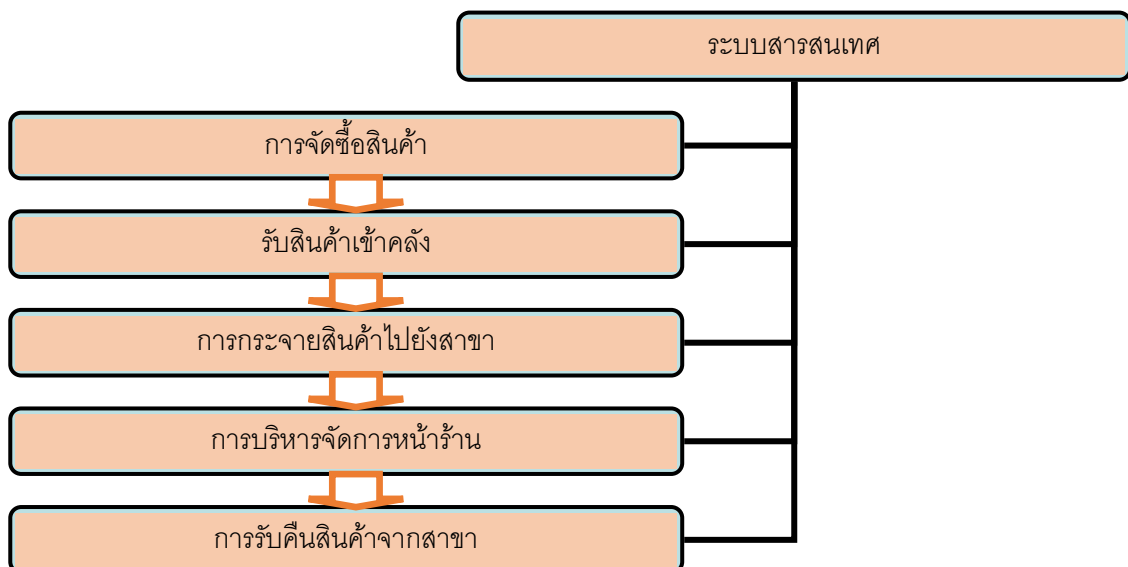 ระบบสารสนเทศ
การจัดซื้อสินค้า
รับสินค้าเข้าคลัง
การกระจายสินค้าไปยังสาขา
การบริหารจัดการหน้าร้าน
การรับคืนสินค้าจากสาขา